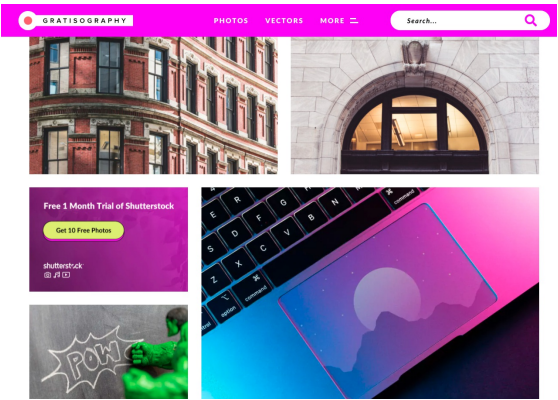 GRATISOGRAPHY
PHOTOS VECTORS MORE
Search...
Free 1 Month Trial of Shutterstock
Get 10 Free Photos
shutterstock
POW
E R
F G
S D
Z X C V B N M
⌘
command
⌥
option
⌘
command